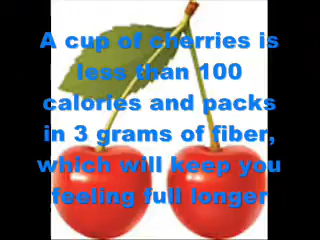 A cup of cherries is
less than 100
calories and packs
in 3 grams of fiber,
which will keep you
feeling full longer